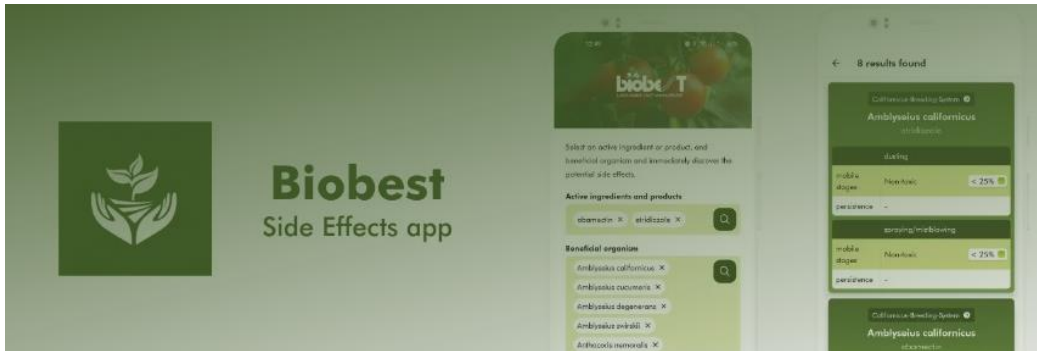 Biobest
Side Effects app
biobest
Select an active ingredient or product, and
beneficial organism and immediately discover the
potential side effects.
Active ingredients and products
abamectin ×
etridiazole ×
Beneficial organism
Amblyseius californicus ×
Amblyseius cucumeris ×
Amblyseius degenerans ×
Amblyseius swirskii ×
Anthocoris nemoralis ×
← 8 results found
Californicus Breeding System
Amblyseius californicus
etridiazole
dusting
mobile
stages
Non-toxic
< 25%
persistence -
spraying/mistblowing
mobile
stages
Non-toxic
< 25%
persistence -
Californicus Breeding System
Amblyseius californicus
abamectin